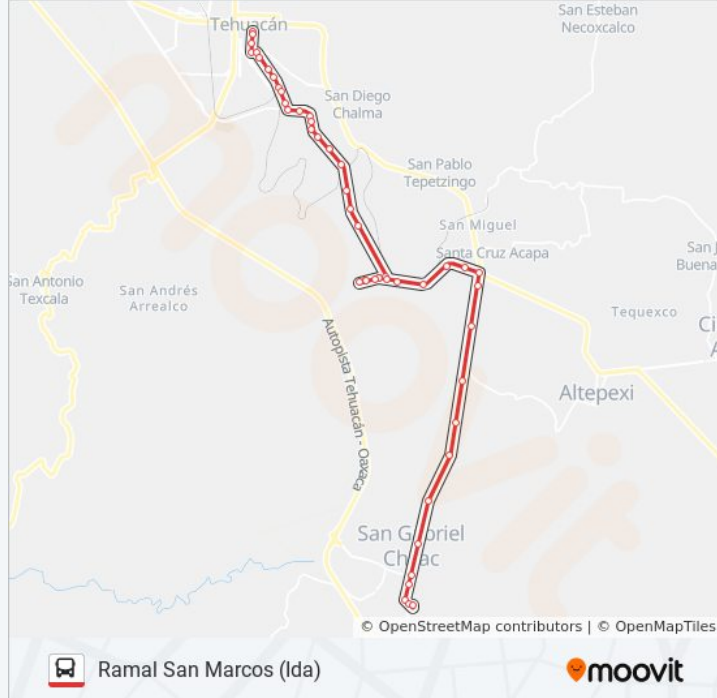 San Esteban
Necoxcalco
Tehuacán
San Diego
Chalma
San Pablo
Tepetzingo
San Miguel
Santa Cruz Acapa
San J
Buena
San Antonio
Texcala
San Andrés
Arrealco
Tequexco
Ci
A
Autopista Tehuacán - Oaxaca
Altepexi
San Gabriel
Chilac
© OpenStreetMap contributors | © OpenMapTiles
Ramal San Marcos (Ida)
moovit